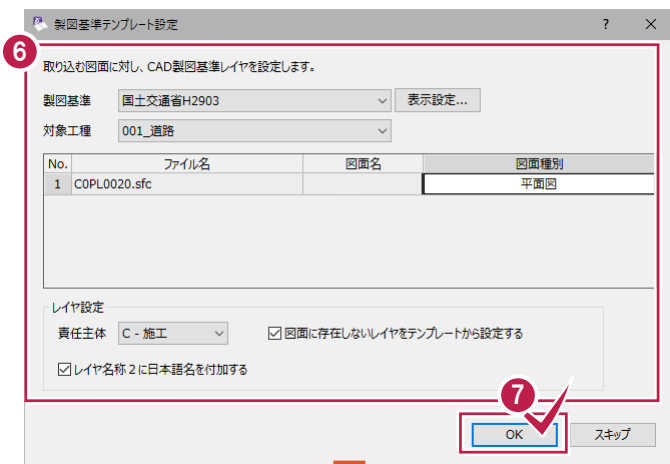 製図基準テンプレート設定 ? ×
6
取り込む図面に対し、CAD製図基準レイヤを設定します。
製図基準 国土交通省H2903 表示設定...
対象工種 001_道路
No. ファイル名 図面名 図面種別
1 C0PL0020.sfc 平面図
レイヤ設定
責任主体 C - 施工 図面に存在しないレイヤをテンプレートから設定する
レイヤ名称２に日本語名を付加する
7
OK スキップ